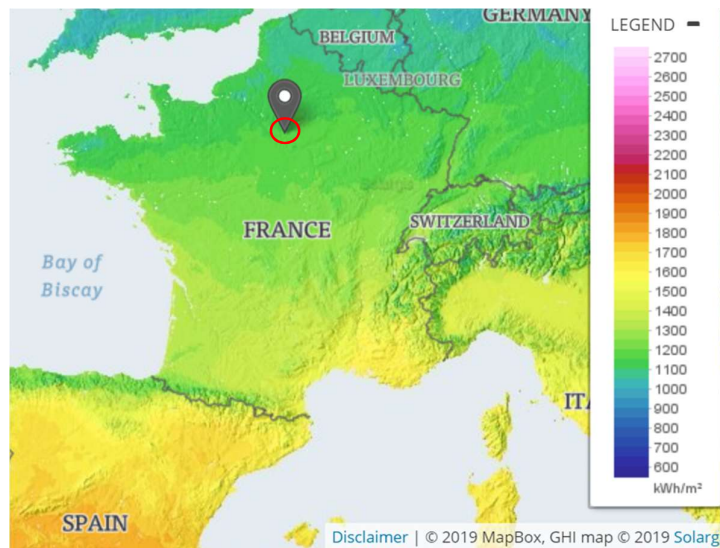 GERMANY
BELGIUM
LUXEMBOURG
FRANCE
SWITZERLAND
Bay of
Biscay
ITA
SPAIN
LEGEND
2700
2600
2500
2400
2300
2200
2100
2000
1900
1800
1700
1600
1500
1400
1300
1200
1100
1000
900
800
700
600
kWh/m²
Disclaimer | © 2019 MapBox, GHI map © 2019 Solarg